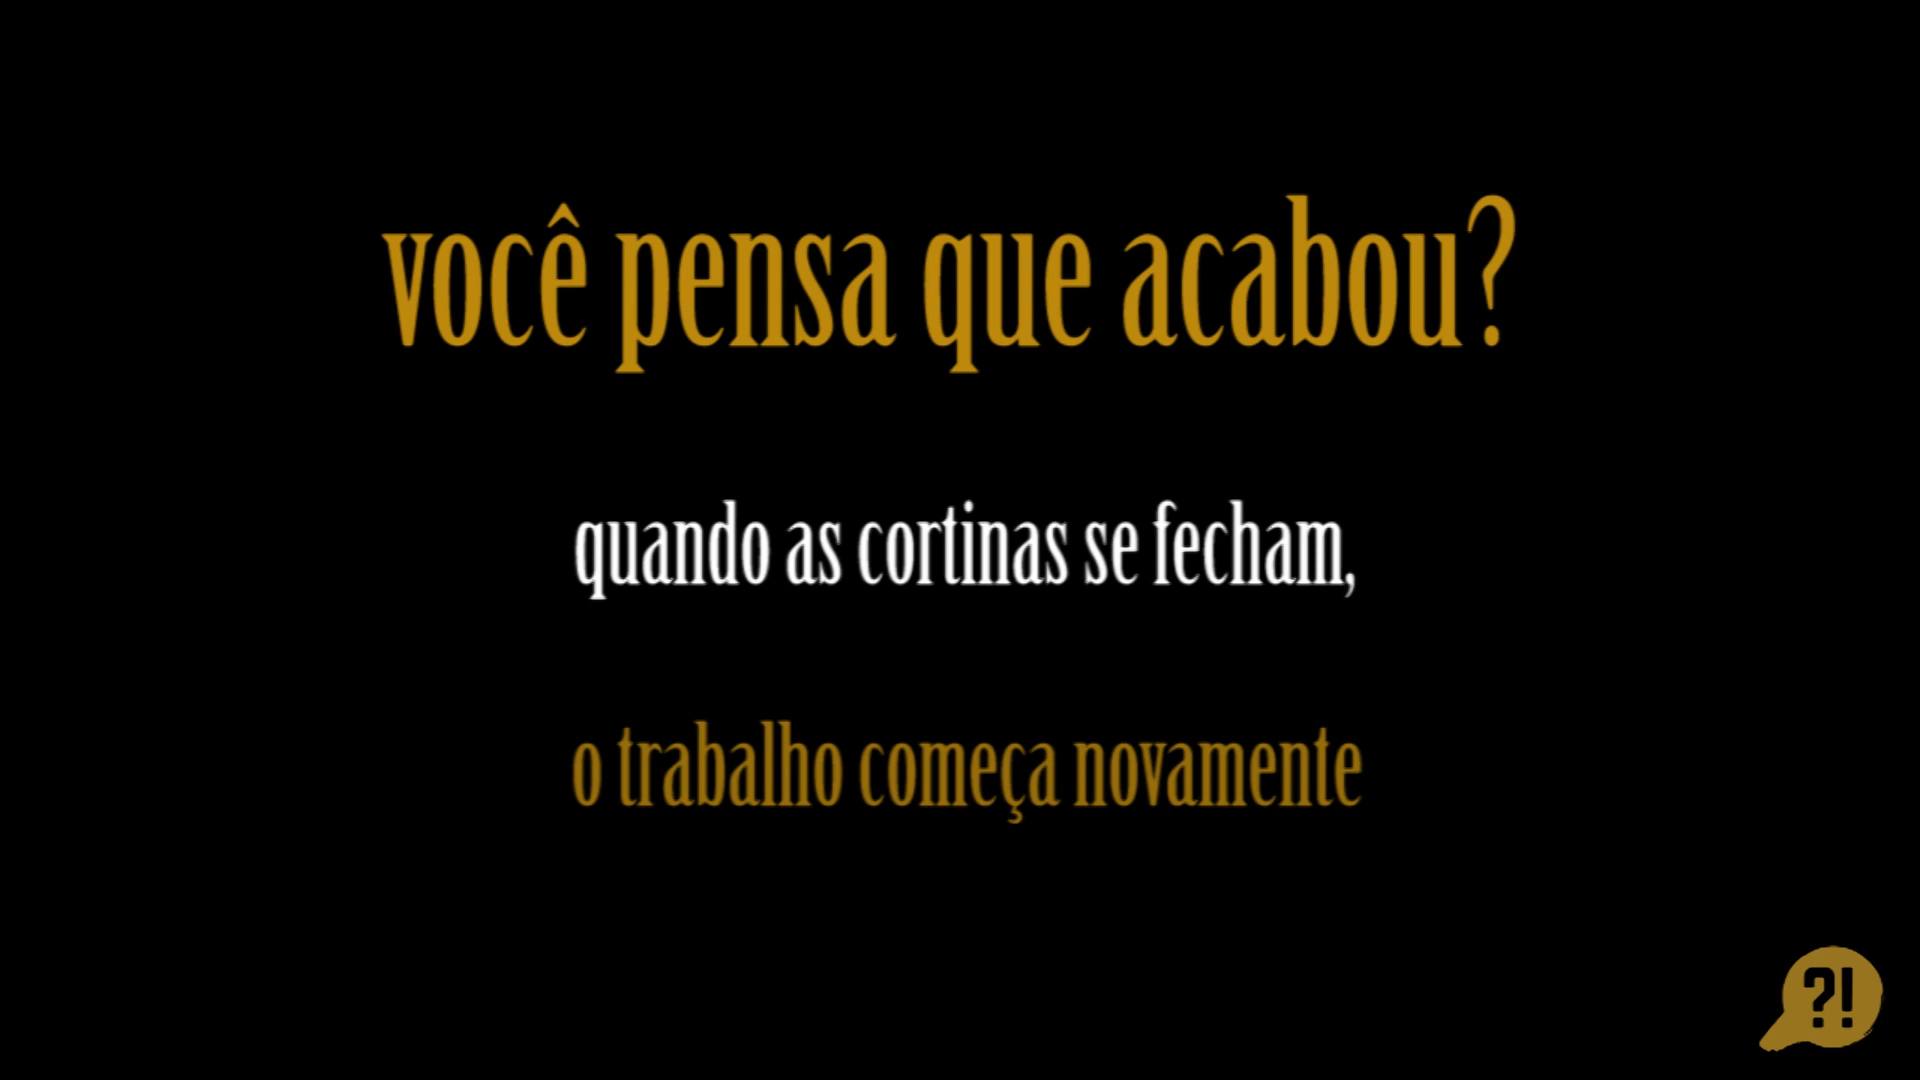 você pensa que acabou?
quando as cortinas se fecham,
o trabalho começa novamente
?!